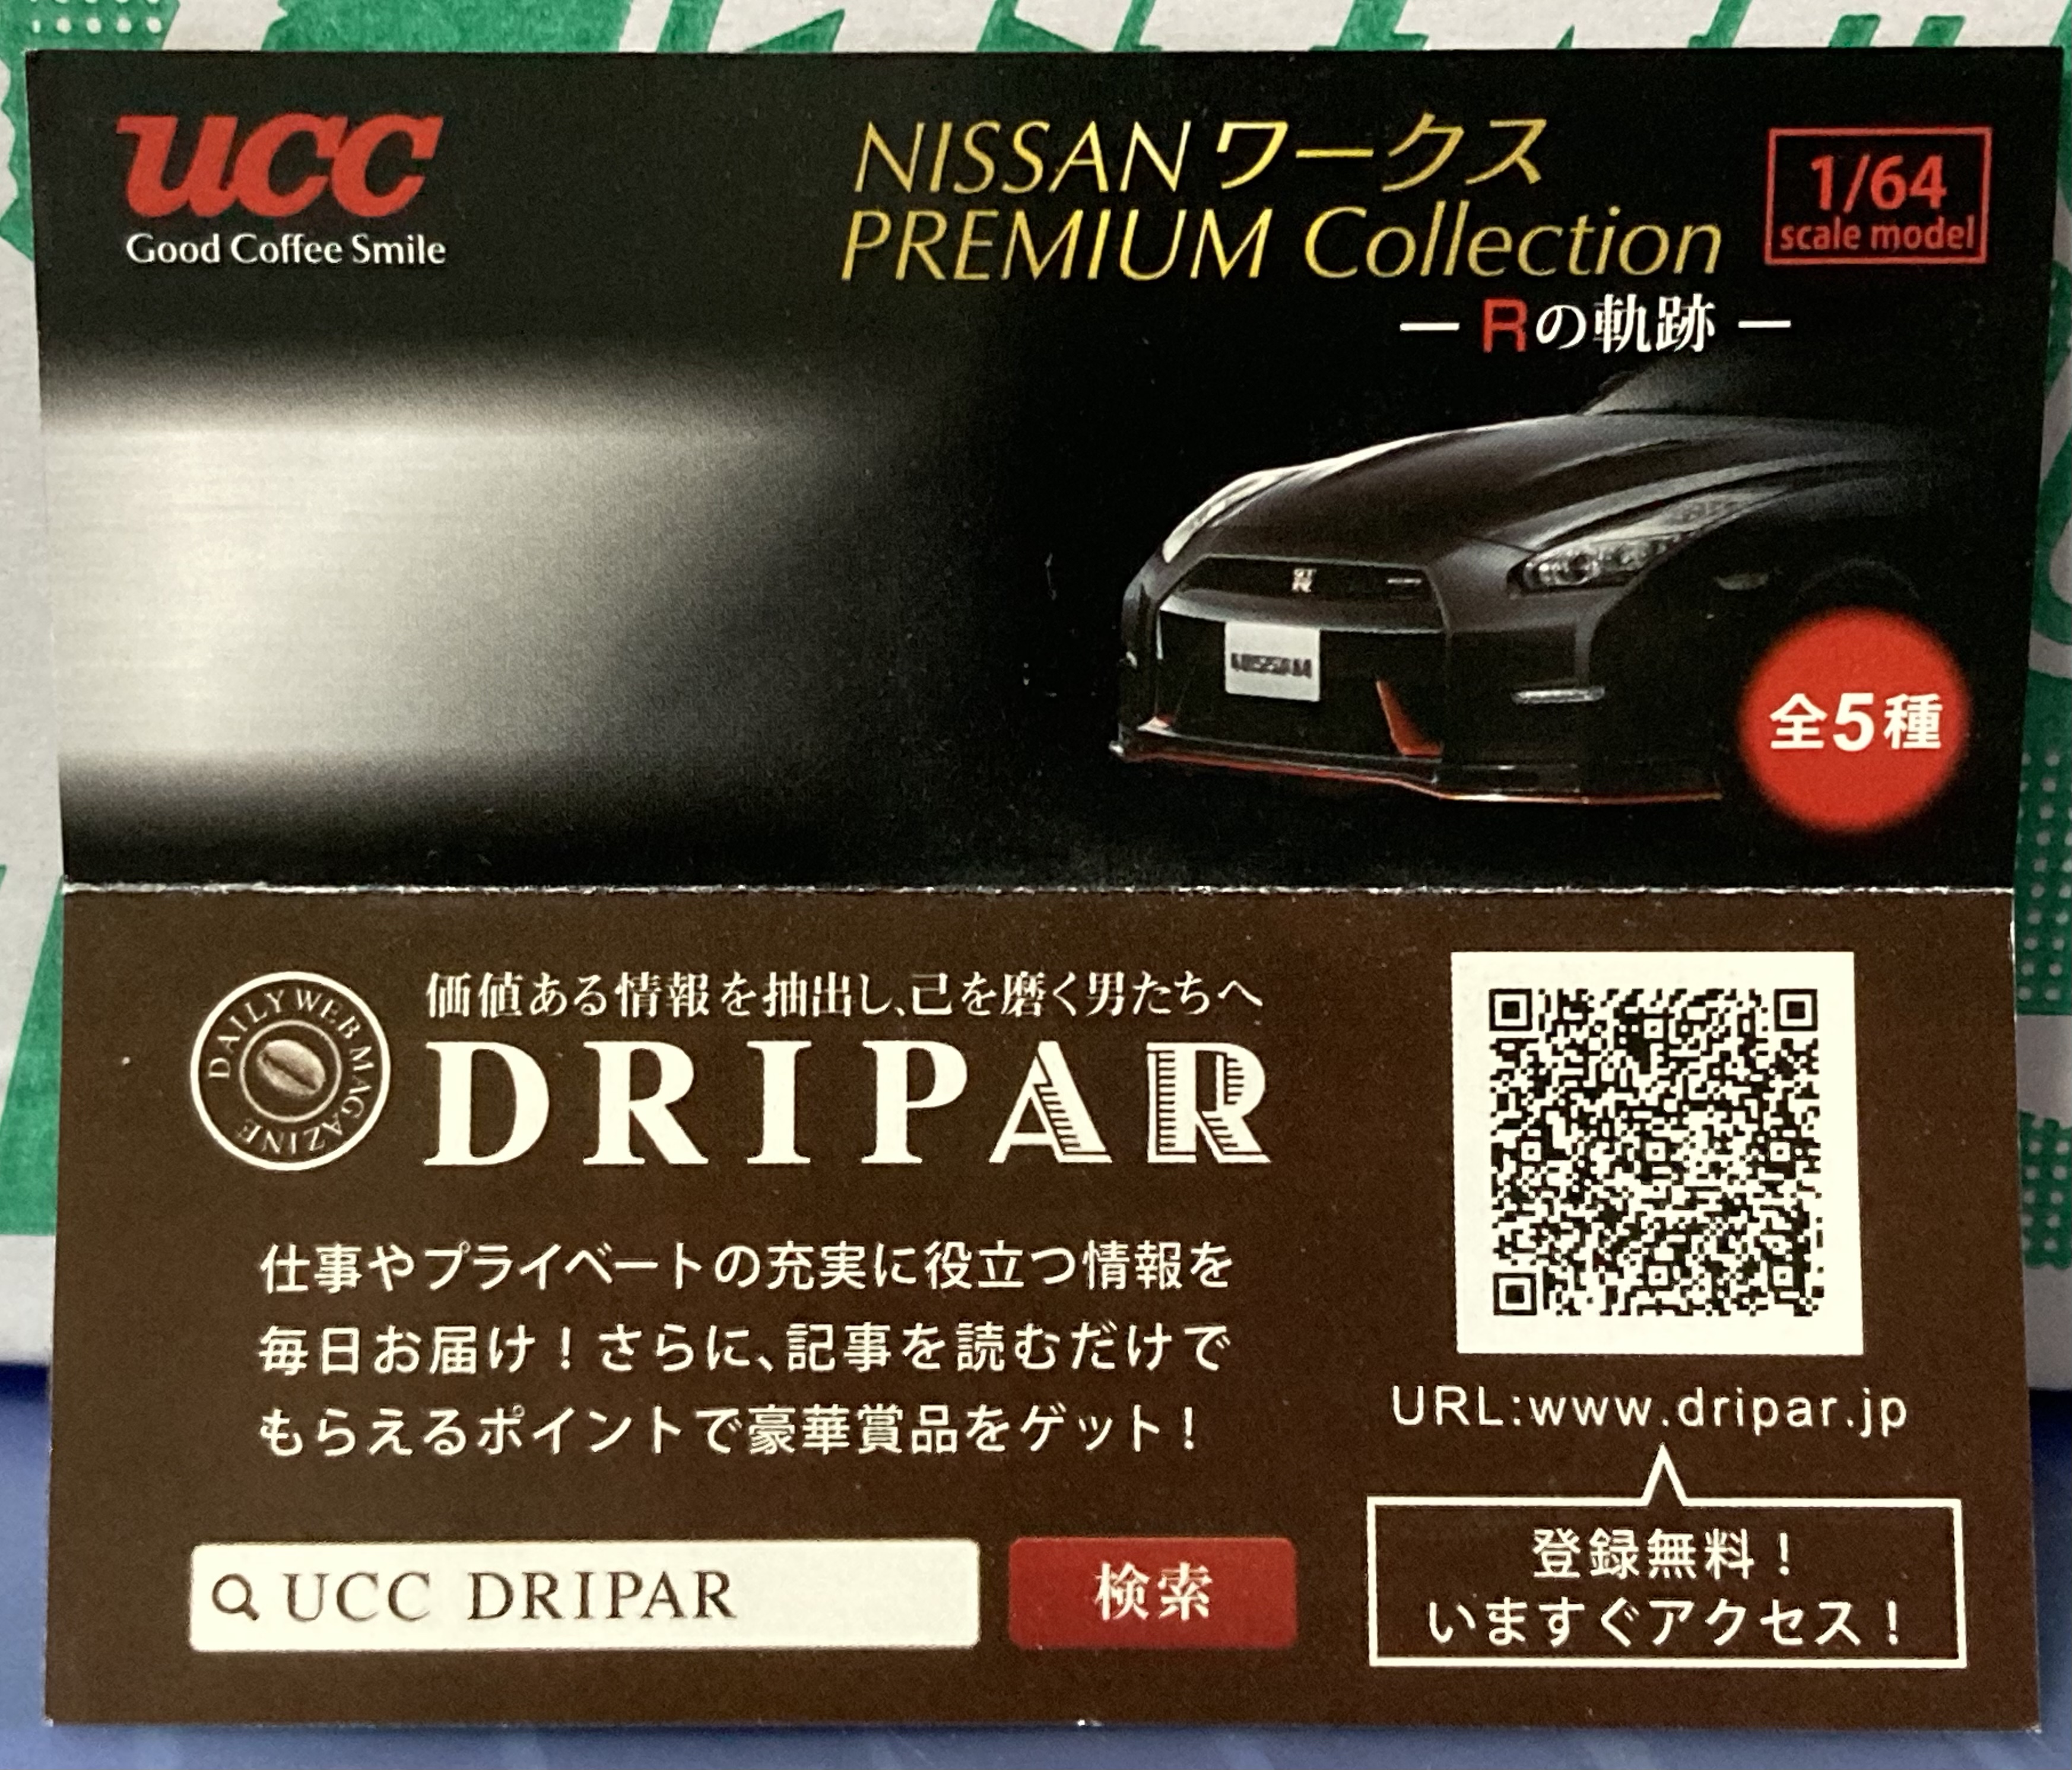 ucc
Good Coffee Smile
NISSANワークス
PREMIUM Collection
1/64
scale model
— Rの軌跡 —
GT-R
NISSAN
全5種
DAILY WEB MAGAZINE
価値ある情報を抽出し、己を磨く男たちへ
DRIPAR
仕事やプライベートの充実に役立つ情報を
毎日お届け！さらに、記事を読むだけで
もらえるポイントで豪華賞品をゲット！
UCC DRIPAR
検索
URL:www.dripar.jp
登録無料！
いますぐアクセス！